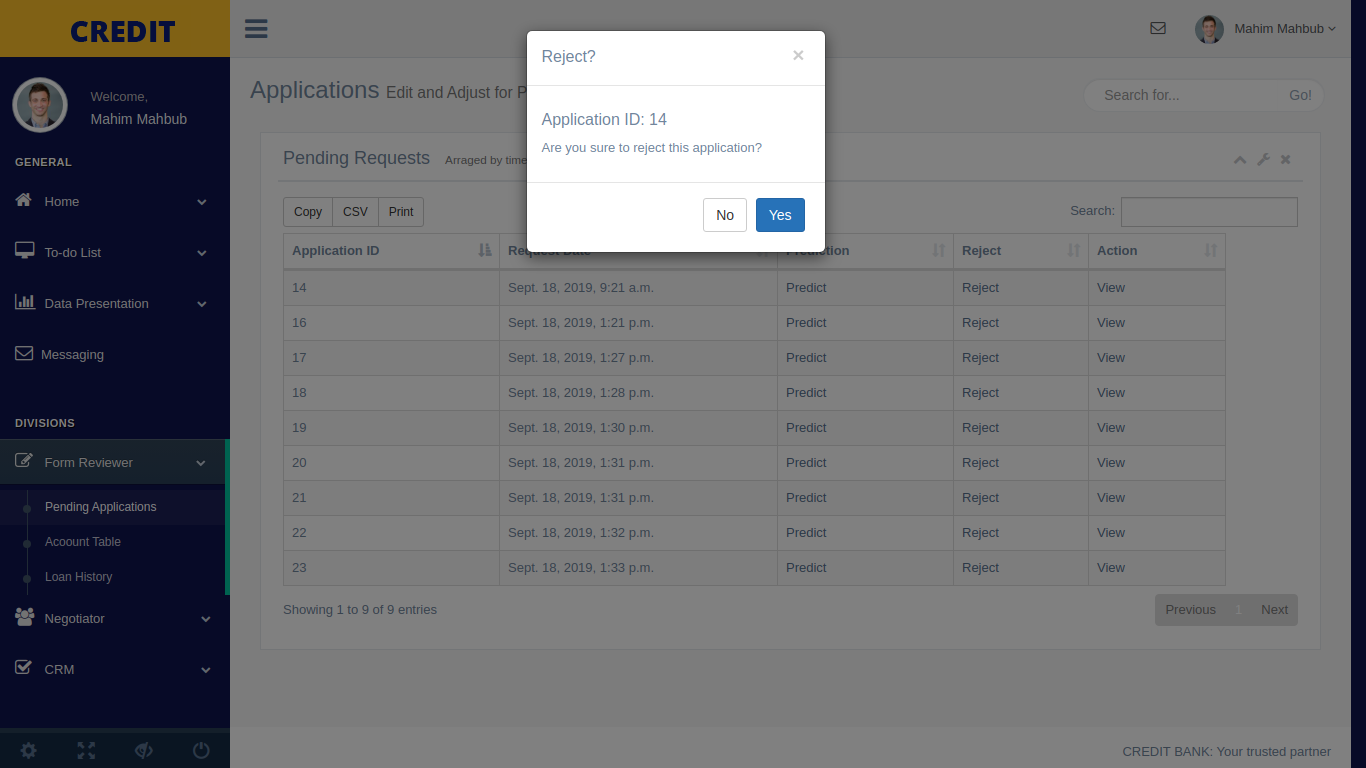 CREDIT
Mahim Mahbub
Welcome,
Mahim Mahbub
GENERAL
Home
To-do List
Data Presentation
Messaging
DIVISIONS
Form Reviewer
Pending Applications
Acoount Table
Loan History
Negotiator
CRM
Reject? ×
Application ID: 14
Are you sure to reject this application?
No Yes
Applications Edit and Adjust for P
Search for... Go!
Pending Requests Arraged by time
Copy CSV Print
Search:
Application ID Request Date Prediction Reject Action
14 Sept. 18, 2019, 9:21 a.m. Predict Reject View
16 Sept. 18, 2019, 1:21 p.m. Predict Reject View
17 Sept. 18, 2019, 1:27 p.m. Predict Reject View
18 Sept. 18, 2019, 1:28 p.m. Predict Reject View
19 Sept. 18, 2019, 1:30 p.m. Predict Reject View
20 Sept. 18, 2019, 1:31 p.m. Predict Reject View
21 Sept. 18, 2019, 1:31 p.m. Predict Reject View
22 Sept. 18, 2019, 1:32 p.m. Predict Reject View
23 Sept. 18, 2019, 1:33 p.m. Predict Reject View
Showing 1 to 9 of 9 entries
Previous 1 Next
CREDIT BANK: Your trusted partner